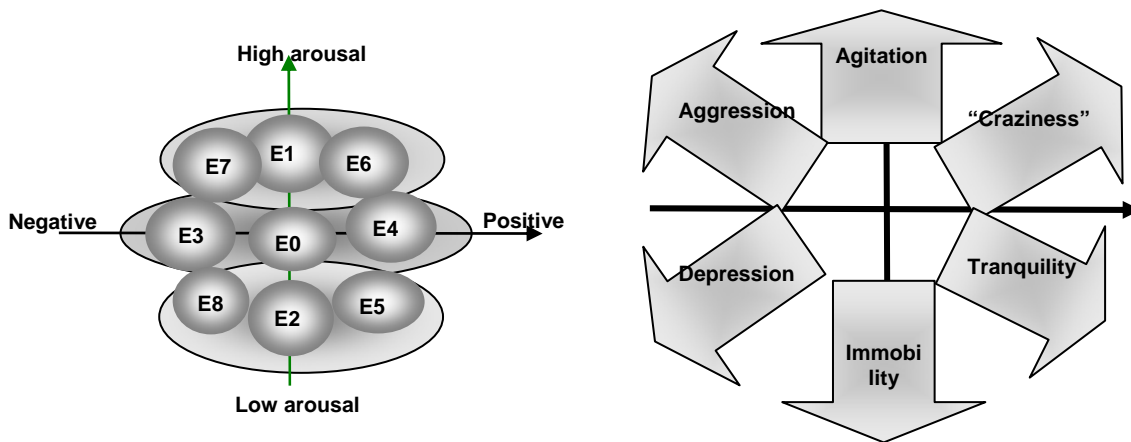 High arousal
E7
E1
E6
Negative
E3
E0
E4
Positive
E8
E2
E5
Low arousal
Agitation
Aggression
“Craziness”
Depression
Tranquility
Immobi
lity